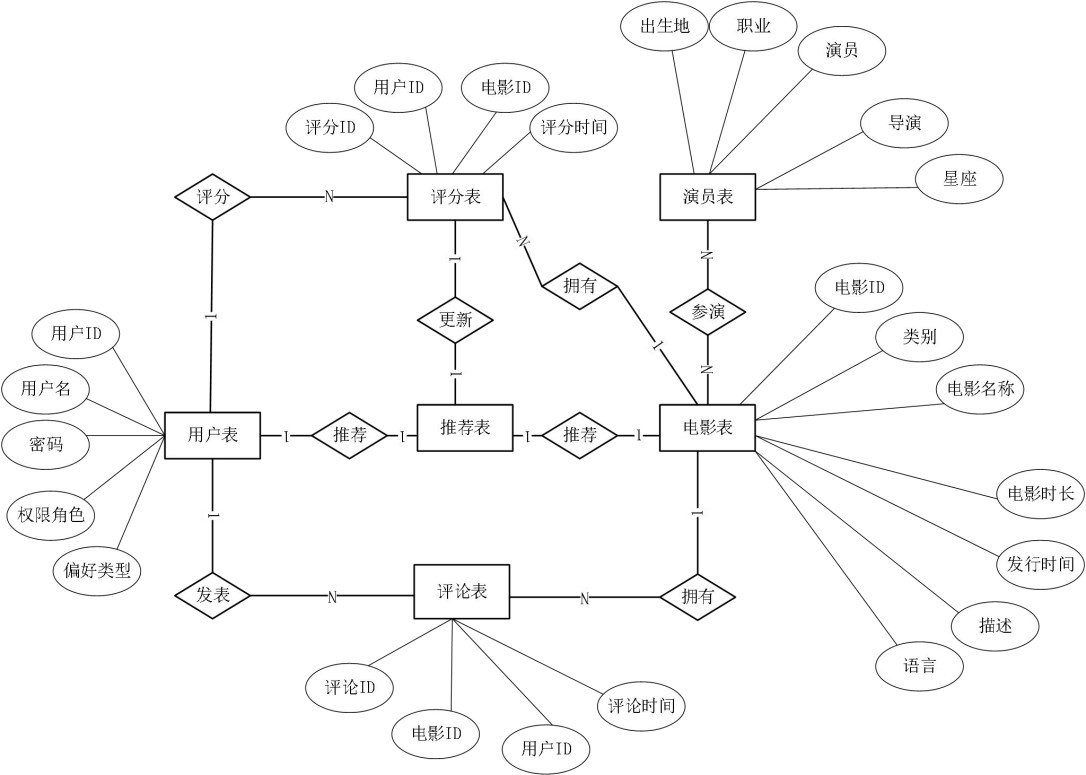 出生地
职业
演员
用户ID
电影ID
评分ID
评分时间
导演
星座
评分
N
评分表
演员表
N
1
N
拥有
电影ID
1
更新
参演
用户ID
类别
1
1
N
用户名
电影名称
密码
用户表
1
推荐
1
推荐表
1
推荐
1
电影表
权限角色
电影时长
1
1
偏好类型
发行时间
发表
N
评论表
N
拥有
描述
语言
评论ID
评论时间
电影ID
用户ID